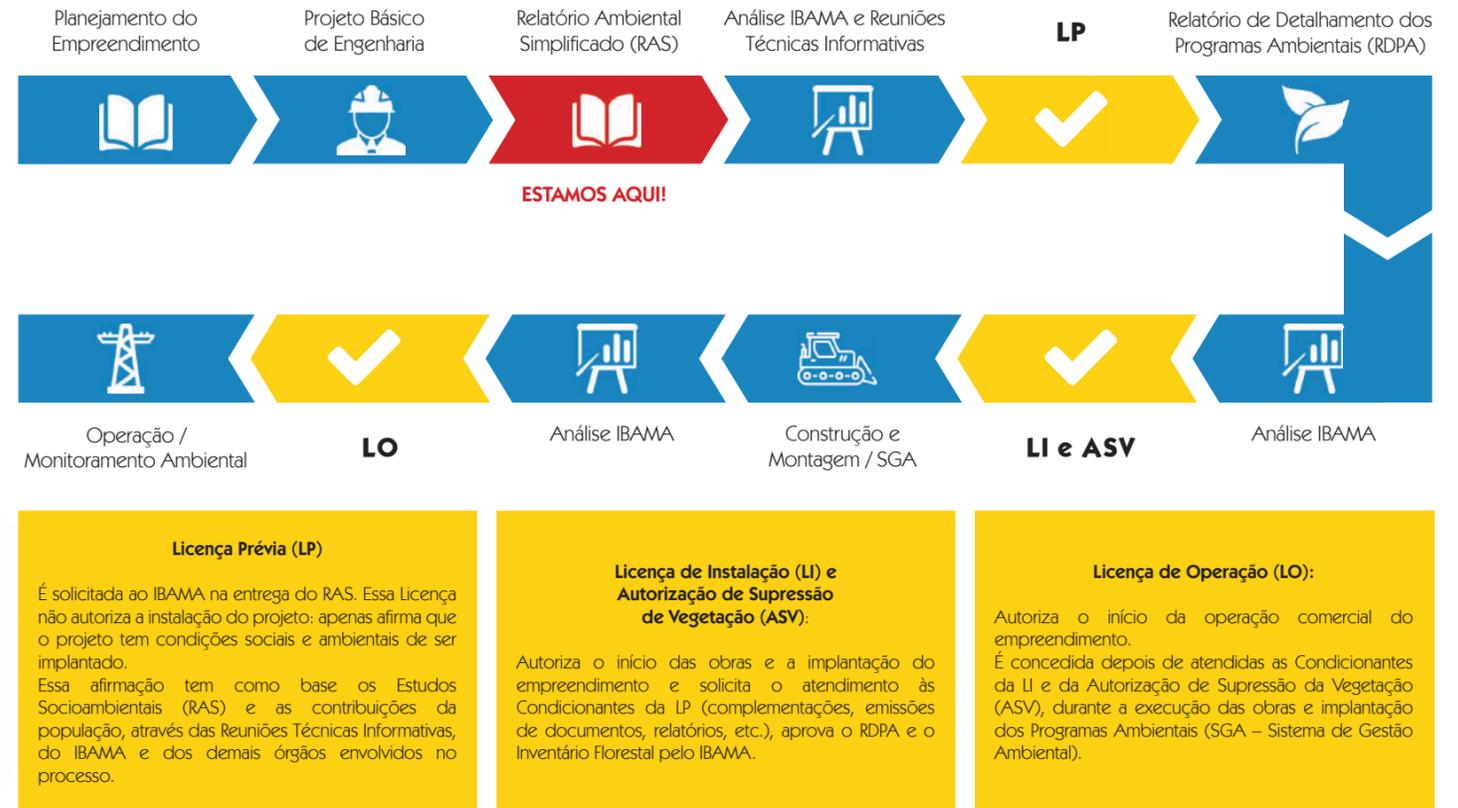 Planejamento do
Empreendimento
Projeto Básico
de Engenharia
Relatório Ambiental
Simplificado (RAS)
Análise IBAMA e Reuniões
Técnicas Informativas
LP
Relatório de Detalhamento dos
Programas Ambientais (RDPA)
ESTAMOS AQUI!
Operação /
Monitoramento Ambiental
LO
Análise IBAMA
Construção e
Montagem / SGA
LI e ASV
Análise IBAMA
Licença Prévia (LP)
É solicitada ao IBAMA na entrega do RAS. Essa Licença
não autoriza a instalação do projeto: apenas afirma que
o projeto tem condições sociais e ambientais de ser
implantado.
Essa afirmação tem como base os Estudos
Socioambientais (RAS) e as contribuições da
população, através das Reuniões Técnicas Informativas,
do IBAMA e dos demais órgãos envolvidos no
processo.
Licença de Instalação (LI) e
Autorização de Supressão
de Vegetação (ASV):
Autoriza o início das obras e a implantação do
empreendimento e solicita o atendimento às
Condicionantes da LP (complementações, emissões
de documentos, relatórios, etc.), aprova o RDPA e o
Inventário Florestal pelo IBAMA.
Licença de Operação (LO):
Autoriza o início da operação comercial do
empreendimento.
É concedida depois de atendidas as Condicionantes
da LI e da Autorização de Supressão da Vegetação
(ASV), durante a execução das obras e implantação
dos Programas Ambientais (SGA – Sistema de Gestão
Ambiental).